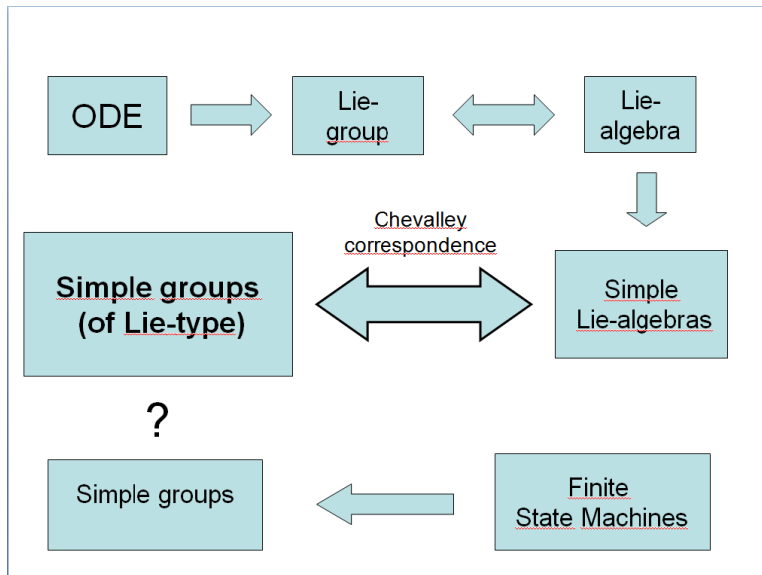 ODE
Lie-
group
Lie-
algebra
Chevalley
correspondence
Simple groups
(of Lie-type)
Simple
Lie-algebras
?
Simple groups
Finite
State Machines